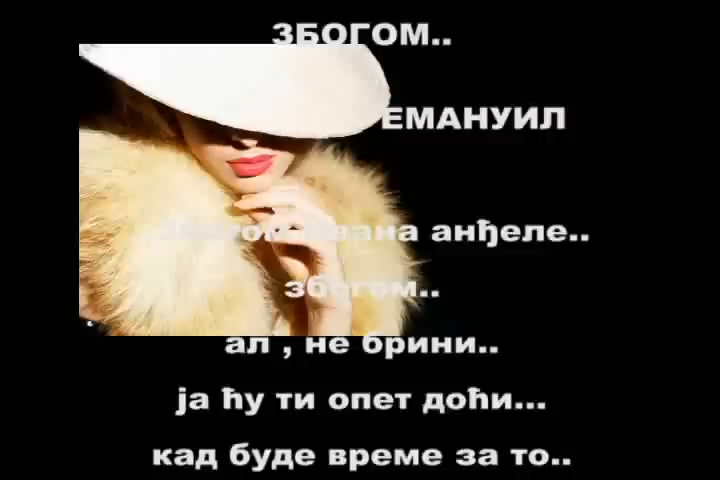 ЗБОГОМ..
ЕМАНУИЛ
анђеле..
збогом..
ал , не брини..
ја ћу ти опет доћи...
кад буде време за то..